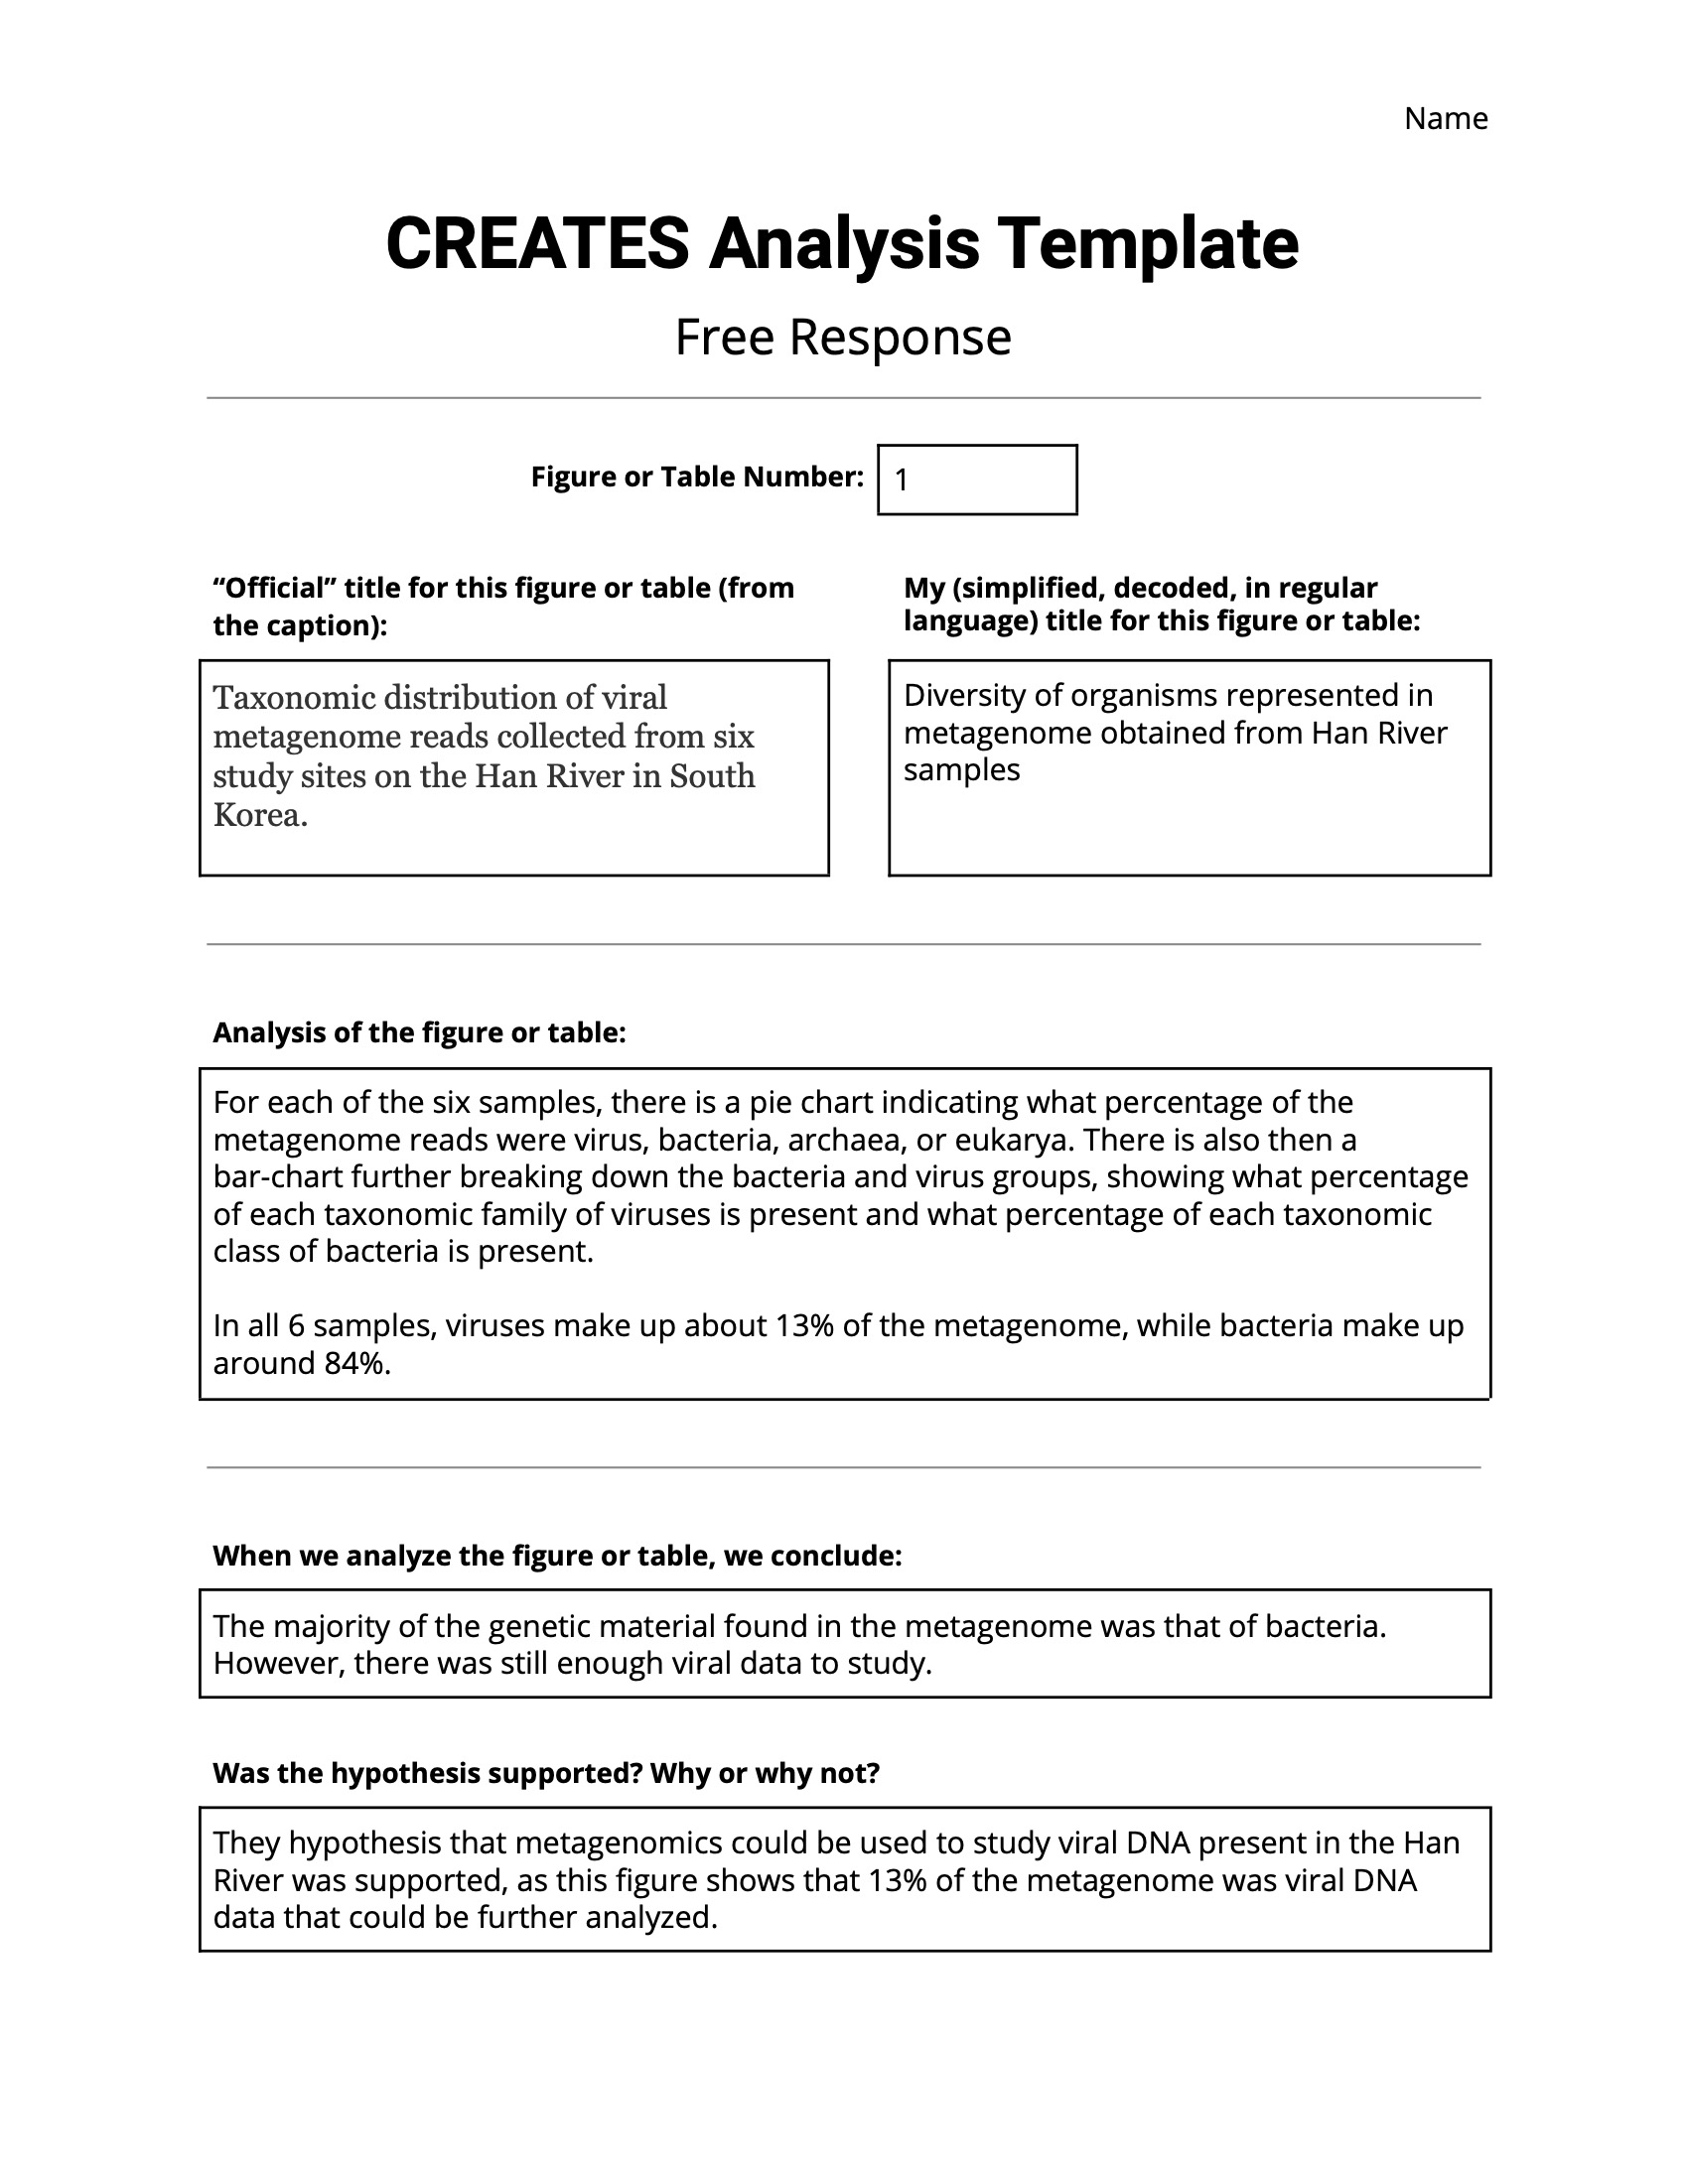 Name
CREATES Analysis Template
Free Response
Figure or Table Number:
1
“Official” title for this figure or table (from
the caption):
Taxonomic distribution of viral
metagenome reads collected from six
study sites on the Han River in South
Korea.
My (simplified, decoded, in regular
language) title for this figure or table:
Diversity of organisms represented in
metagenome obtained from Han River
samples
Analysis of the figure or table:
For each of the six samples, there is a pie chart indicating what percentage of the
metagenome reads were virus, bacteria, archaea, or eukarya. There is also then a
bar-chart further breaking down the bacteria and virus groups, showing what percentage
of each taxonomic family of viruses is present and what percentage of each taxonomic
class of bacteria is present.
In all 6 samples, viruses make up about 13% of the metagenome, while bacteria make up
around 84%.
When we analyze the figure or table, we conclude:
The majority of the genetic material found in the metagenome was that of bacteria.
However, there was still enough viral data to study.
Was the hypothesis supported? Why or why not?
They hypothesis that metagenomics could be used to study viral DNA present in the Han
River was supported, as this figure shows that 13% of the metagenome was viral DNA
data that could be further analyzed.